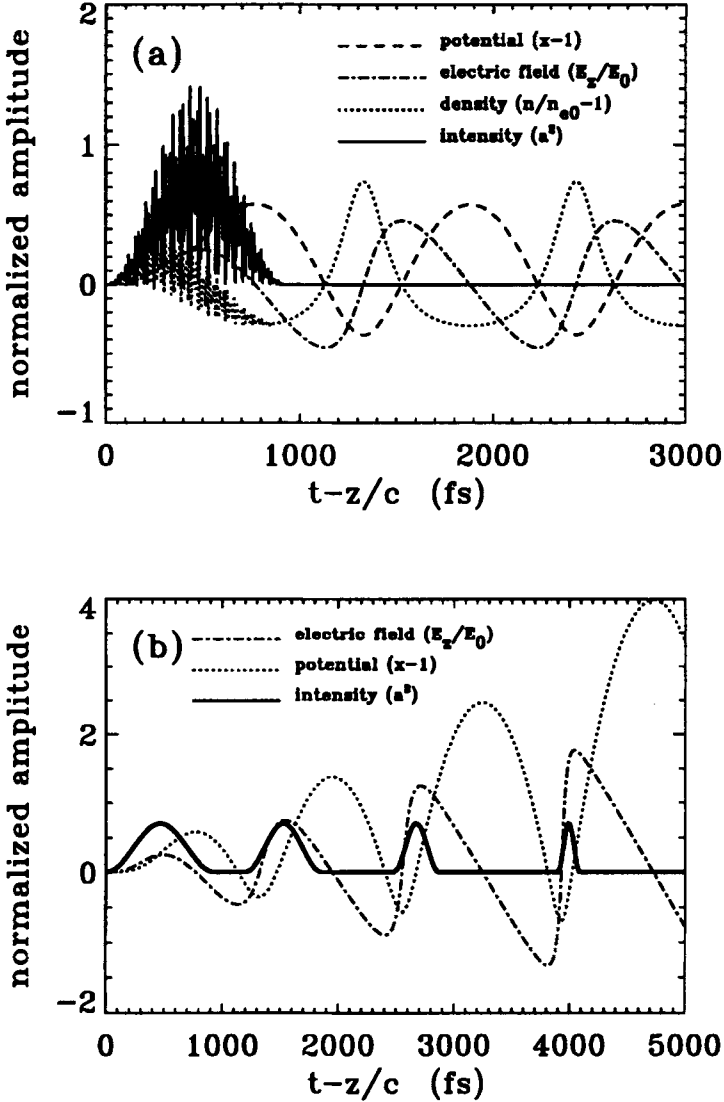 2
(a)
potential (x−1)
electric field (E_z/E_0)
density (n/n_e0−1)
intensity (a²)
normalized amplitude
1
0
−1
0 1000 2000 3000
t−z/c (fs)
4
(b)
electric field (E_z/E_0)
potential (x−1)
intensity (a²)
normalized amplitude
2
0
−2
0 1000 2000 3000 4000 5000
t−z/c (fs)